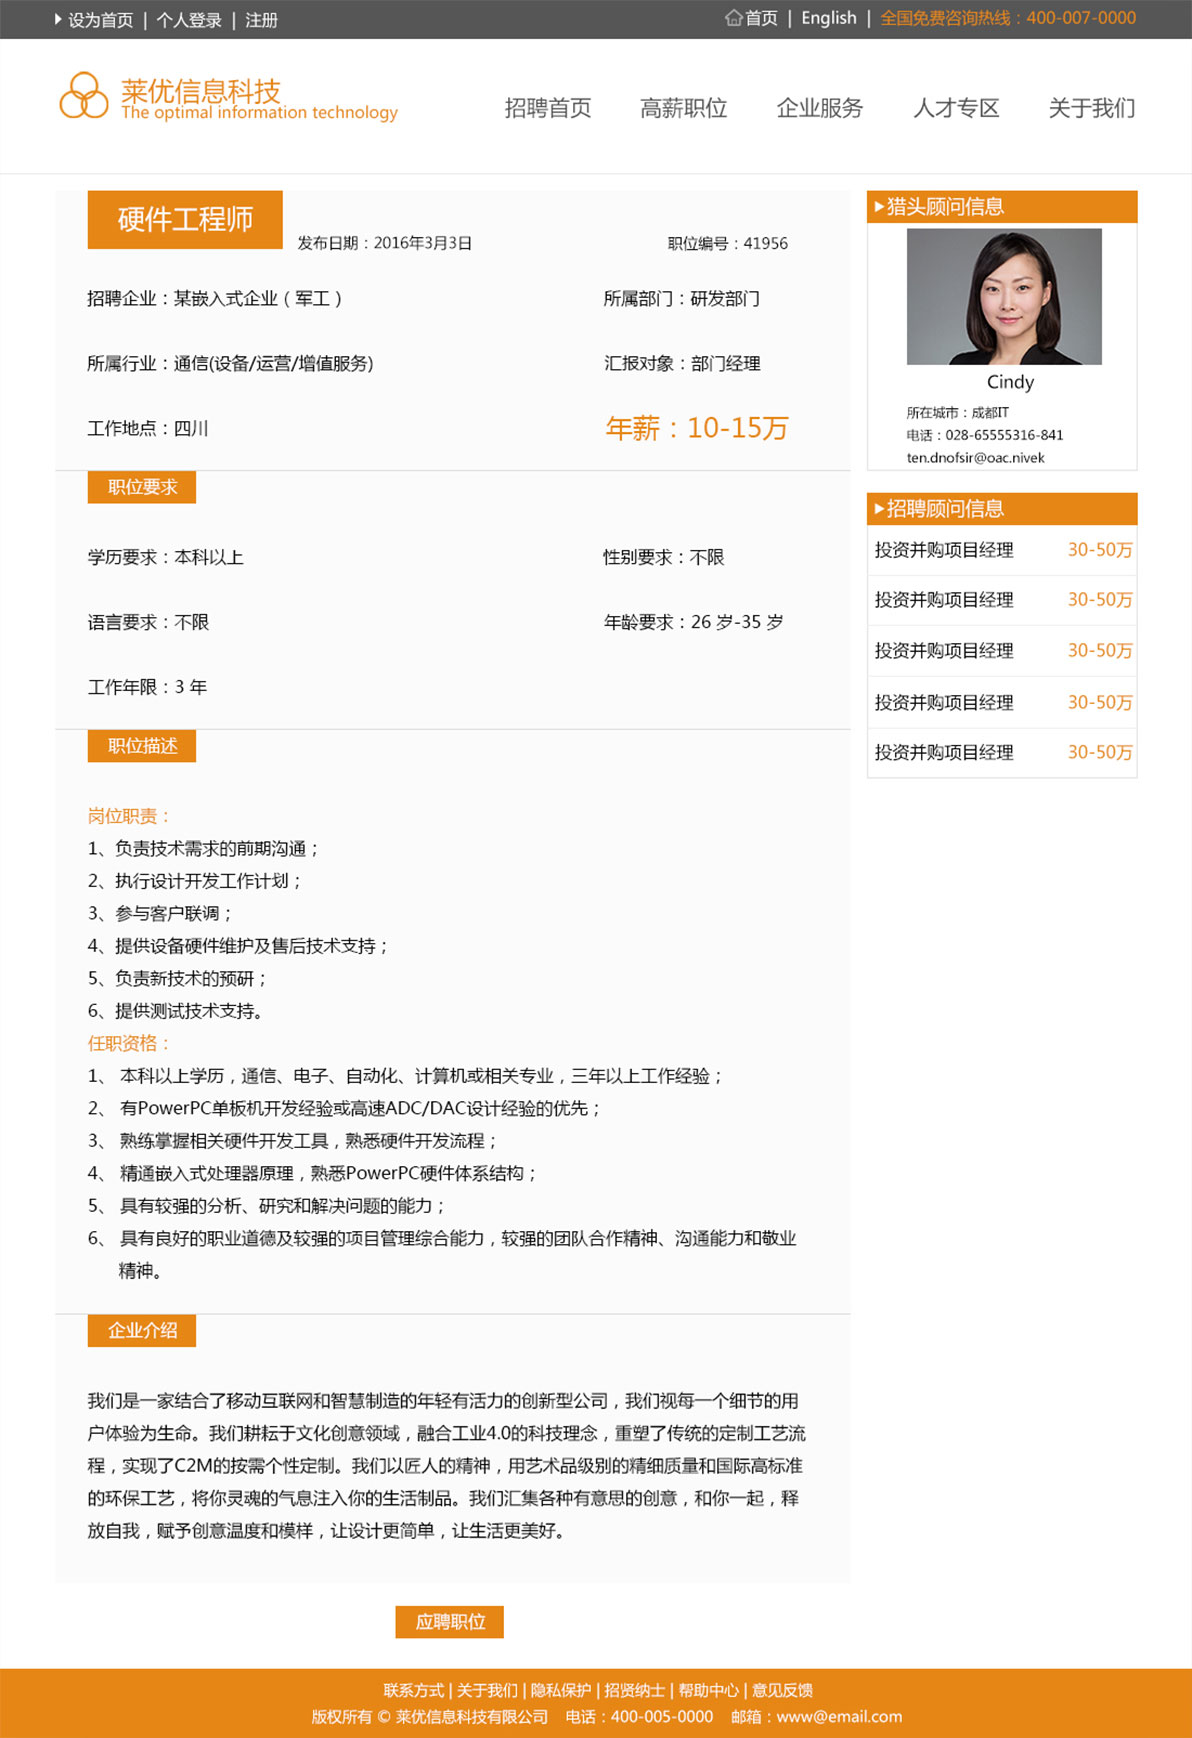 设为首页 | 个人登录 | 注册
首页 | English | 全国免费咨询热线：400-007-0000
莱优信息科技
The optimal information technology
招聘首页 高薪职位 企业服务 人才专区 关于我们
硬件工程师
发布日期：2016年3月3日 职位编号：41956
招聘企业：某嵌入式企业（军工） 所属部门：研发部门
所属行业：通信(设备/运营/增值服务) 汇报对象：部门经理
工作地点：四川 年薪：10-15万
职位要求
学历要求：本科以上 性别要求：不限
语言要求：不限 年龄要求：26 岁-35 岁
工作年限：3 年
职位描述
岗位职责：
1、负责技术需求的前期沟通；
2、执行设计开发工作计划；
3、参与客户联调；
4、提供设备硬件维护及售后技术支持；
5、负责新技术的预研；
6、提供测试技术支持。
任职资格：
1、 本科以上学历，通信、电子、自动化、计算机或相关专业，三年以上工作经验；
2、 有PowerPC单板机开发经验或高速ADC/DAC设计经验的优先；
3、 熟练掌握相关硬件开发工具，熟悉硬件开发流程；
4、 精通嵌入式处理器原理，熟悉PowerPC硬件体系结构；
5、 具有较强的分析、研究和解决问题的能力；
6、 具有良好的职业道德及较强的项目管理综合能力，较强的团队合作精神、沟通能力和敬业
精神。
企业介绍
我们是一家结合了移动互联网和智慧制造的年轻有活力的创新型公司，我们视每一个细节的用
户体验为生命。我们耕耘于文化创意领域，融合工业4.0的科技理念，重塑了传统的定制工艺流
程，实现了C2M的按需个性定制。我们以匠人的精神，用艺术品级别的精细质量和国际高标准
的环保工艺，将你灵魂的气息注入你的生活制品。我们汇集各种有意思的创意，和你一起，释
放自我，赋予创意温度和模样，让设计更简单，让生活更美好。
应聘职位
猎头顾问信息
Cindy
所在城市：成都IT
电话：028-65555316-841
ten.dnofsir@oac.nivek
招聘顾问信息
投资并购项目经理 30-50万
投资并购项目经理 30-50万
投资并购项目经理 30-50万
投资并购项目经理 30-50万
投资并购项目经理 30-50万
联系方式 | 关于我们 | 隐私保护 | 招贤纳士 | 帮助中心 | 意见反馈
版权所有 © 莱优信息科技有限公司 电话：400-005-0000 邮箱：www@email.com